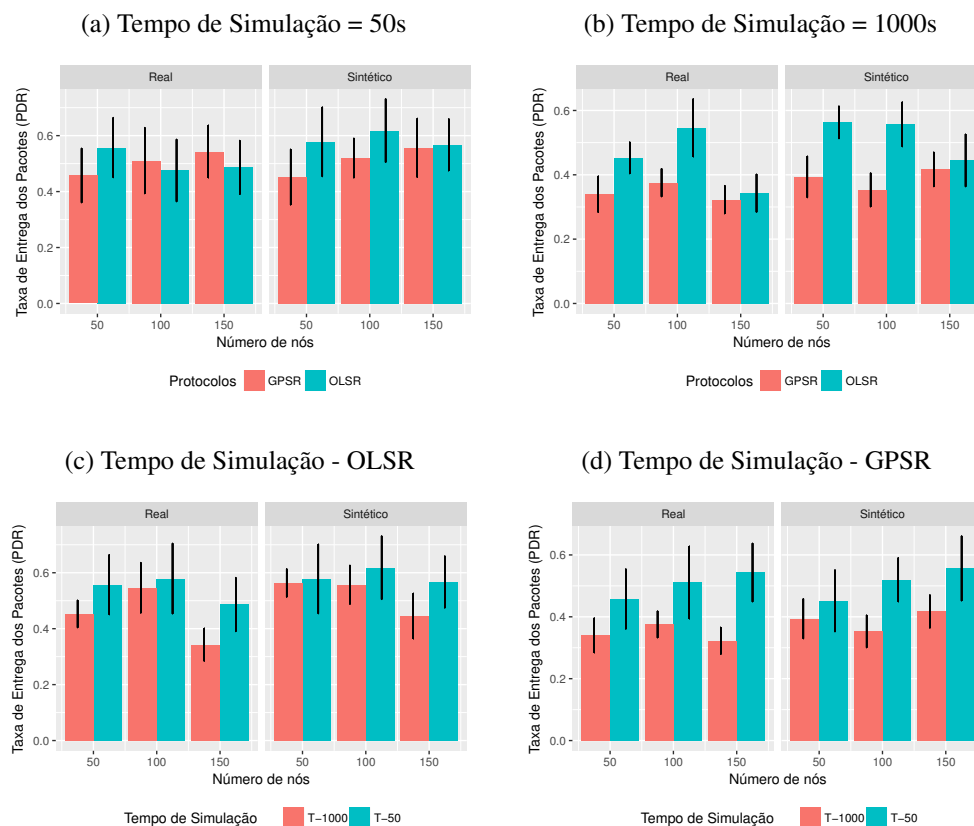 (a) Tempo de Simulação = 50s
Real
Sintético
Taxa de Entrega dos Pacotes (PDR)
0.6
0.4
0.2
0.0
50 100 150 50 100 150
Número de nós
Protocolos GPSR OLSR
(b) Tempo de Simulação = 1000s
Real
Sintético
Taxa de Entrega dos Pacotes (PDR)
0.6
0.4
0.2
0.0
50 100 150 50 100 150
Número de nós
Protocolos GPSR OLSR
(c) Tempo de Simulação - OLSR
Real
Sintético
Taxa de Entrega dos Pacotes (PDR)
0.6
0.4
0.2
0.0
50 100 150 50 100 150
Número de nós
Tempo de Simulação T−1000 T−50
(d) Tempo de Simulação - GPSR
Real
Sintético
Taxa de Entrega dos Pacotes (PDR)
0.6
0.4
0.2
0.0
50 100 150 50 100 150
Número de nós
Tempo de Simulação T−1000 T−50